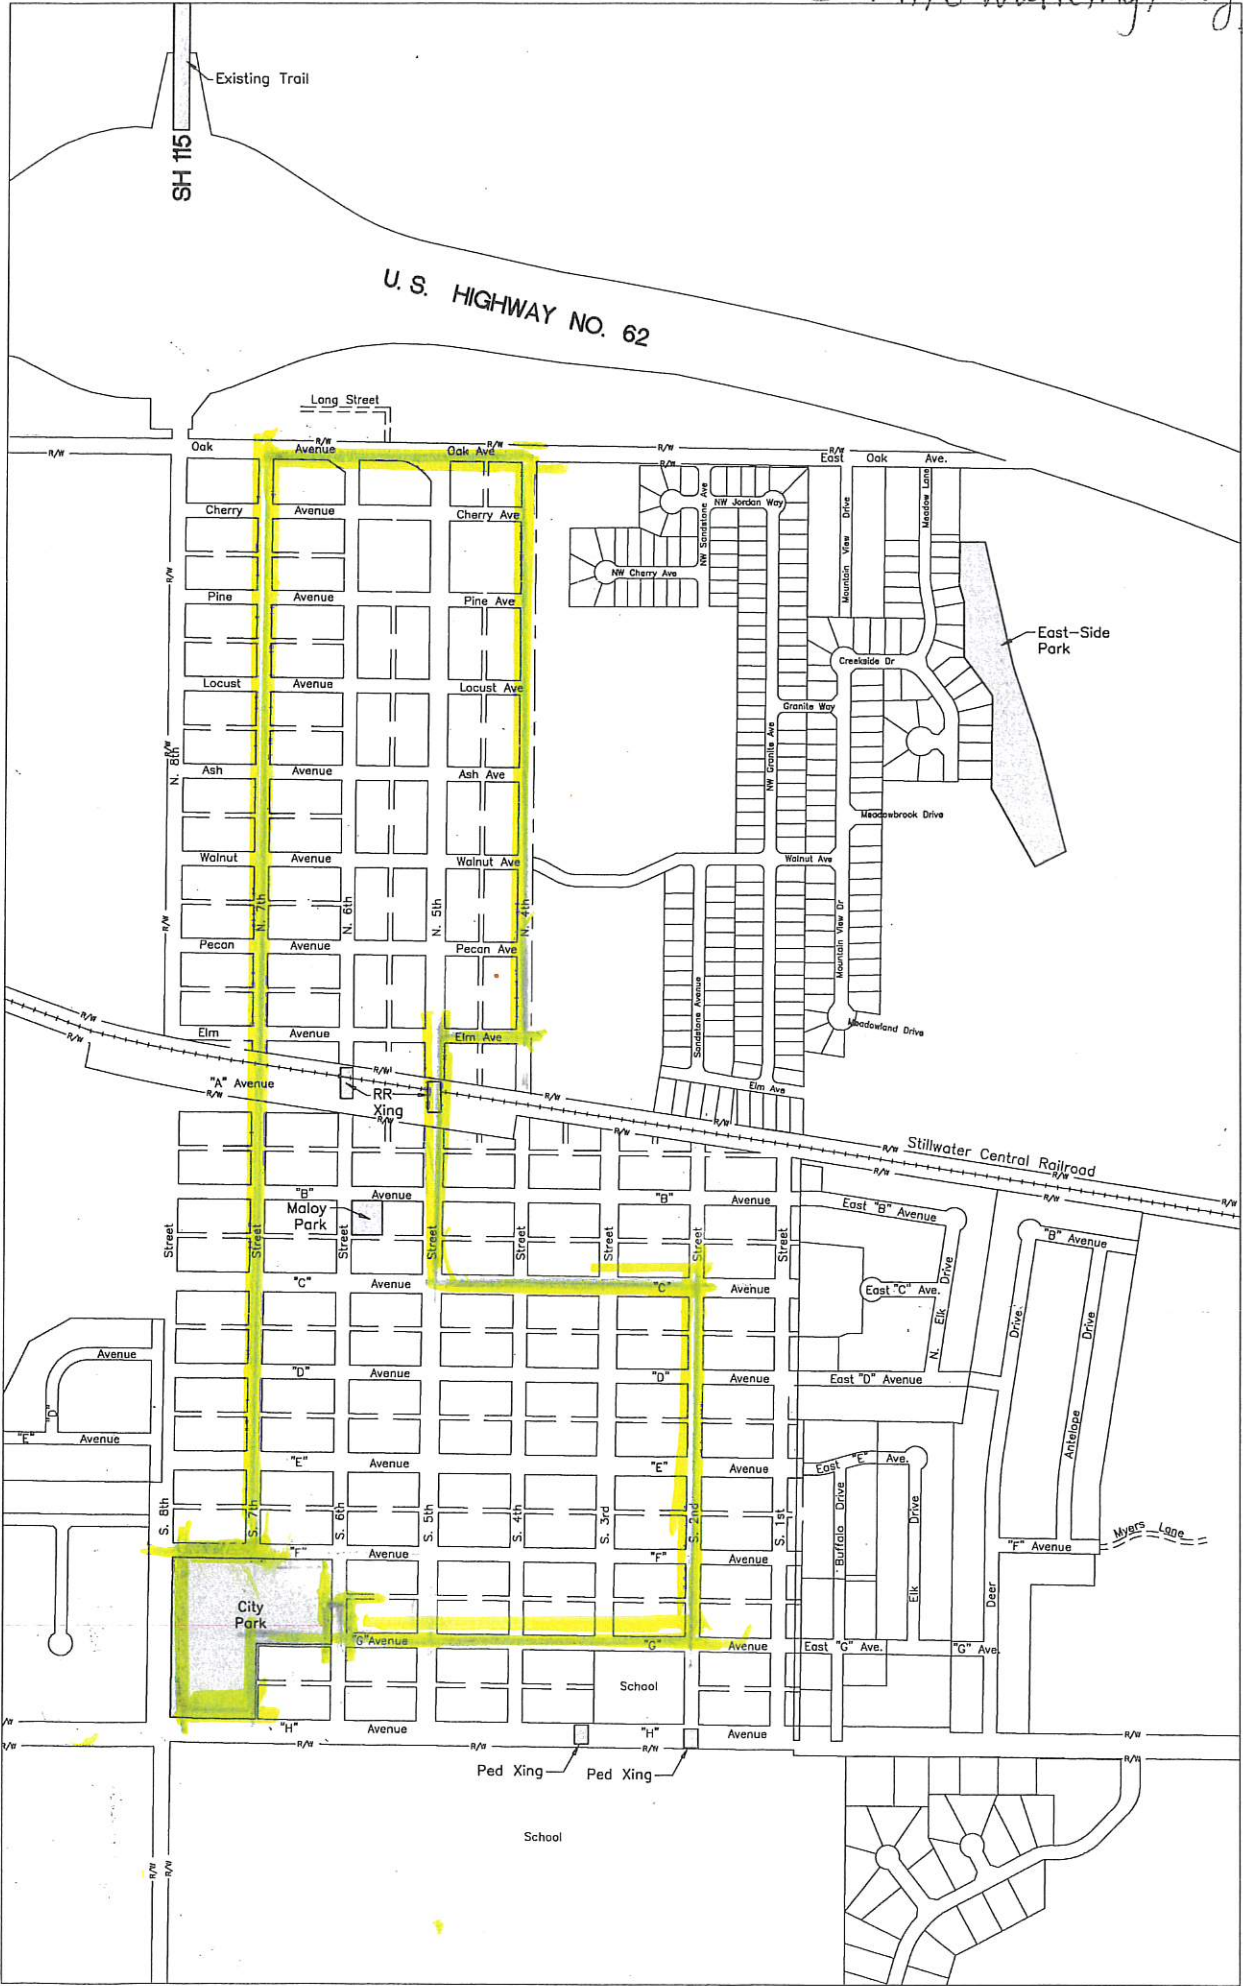 walking
Existing Trail
SH 115
U. S. HIGHWAY NO. 62
Long Street
R/W R/W R/W R/W R/W R/W
Oak Avenue Oak Ave East Oak Ave.
NW Sandstone Ave
NW Jordan Way
Mountain View Drive
Meadow Lane
Cherry Avenue Cherry Ave
NW Cherry Ave
R/W
Pine Avenue Pine Ave
East-Side
Park
Creekside Dr
Locust Avenue Locust Ave
Granite Way
NW Granite Ave
R/W
N. 8th
Ash Avenue Ash Ave
Meadowbrook Drive
Walnut Avenue Walnut Ave Walnut Ave
N. 7th N. 6th N. 5th N. 4th
R/W
Mountain View Dr
Pecan Avenue Pecan Ave
Sandstone Avenue
Meadowland Drive
R/W
R/W
Elm Avenue Elm Ave
"A" Avenue
R/W
R/W
RR
Xing
R/W
Elm Ave
R/W
R/W
R/W
R/W
R/W
Stillwater Central Railroad
R/W
R/W
R/W
R/W
"B" Avenue "B" Avenue East "B" Avenue "B" Avenue
Maloy
Park
Street Street Street Street Street Street Street Street
"C" Avenue "C" Avenue East "C" Ave.
N. Elk Drive
Drive
Drive
Avenue
"D"
"D" Avenue "D" Avenue East "D" Avenue
"E" Avenue
Antelope
"E" Avenue "E" Avenue East "E" Ave.
S. 8th S. 7th S. 6th S. 5th S. 4th S. 3rd S. 2nd S. 1st
Buffalo Drive
Elk Drive
Myers Lane
"F" Avenue "F" Avenue "F" Avenue
Deer
City
Park
"G" Avenue "G" Avenue East "G" Ave. "G" Ave.
School
"H" Avenue "H" Avenue
R/W R/W R/W R/W R/W R/W R/W
Ped Xing Ped Xing
School
R/W R/W